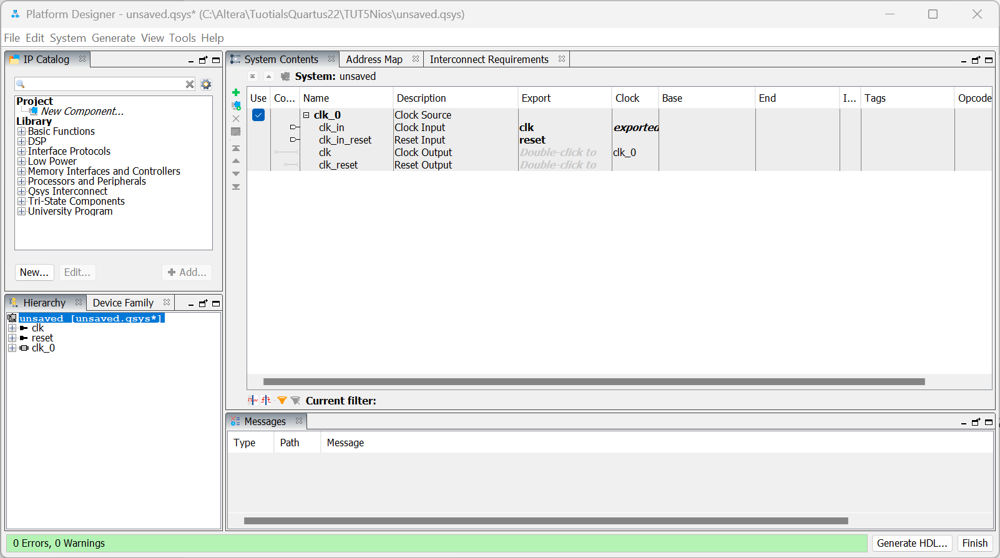 Platform Designer - unsaved.qsys* (C:\Altera\TuotialsQuartus22\TUT5Nios\unsaved.qsys)
File Edit System Generate View Tools Help
IP Catalog
Project
New Component...
Library
Basic Functions
DSP
Interface Protocols
Low Power
Memory Interfaces and Controllers
Processors and Peripherals
Qsys Interconnect
Tri-State Components
University Program
New... Edit... Add...
Hierarchy Device Family
unsaved [unsaved.qsys*]
clk
reset
clk_0
System Contents Address Map Interconnect Requirements
System: unsaved
Use Co... Name Description Export Clock Base End I... Tags Opcode
clk_0 Clock Source
clk_in Clock Input clk exported
clk_in_reset Reset Input reset
clk Clock Output Double-click to clk_0
clk_reset Reset Output Double-click to
Current filter:
Messages
Type Path Message
0 Errors, 0 Warnings
Generate HDL... Finish